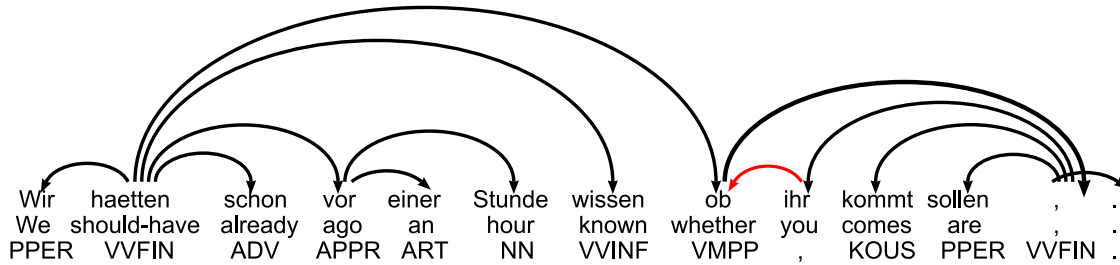 Wir haetten schon vor einer Stunde wissen ob ihr kommt sollen , .
We should-have already ago an hour known whether you comes are , .
PPER VVFIN ADV APPR ART NN VVINF VMPP , KOUS PPER VVFIN .